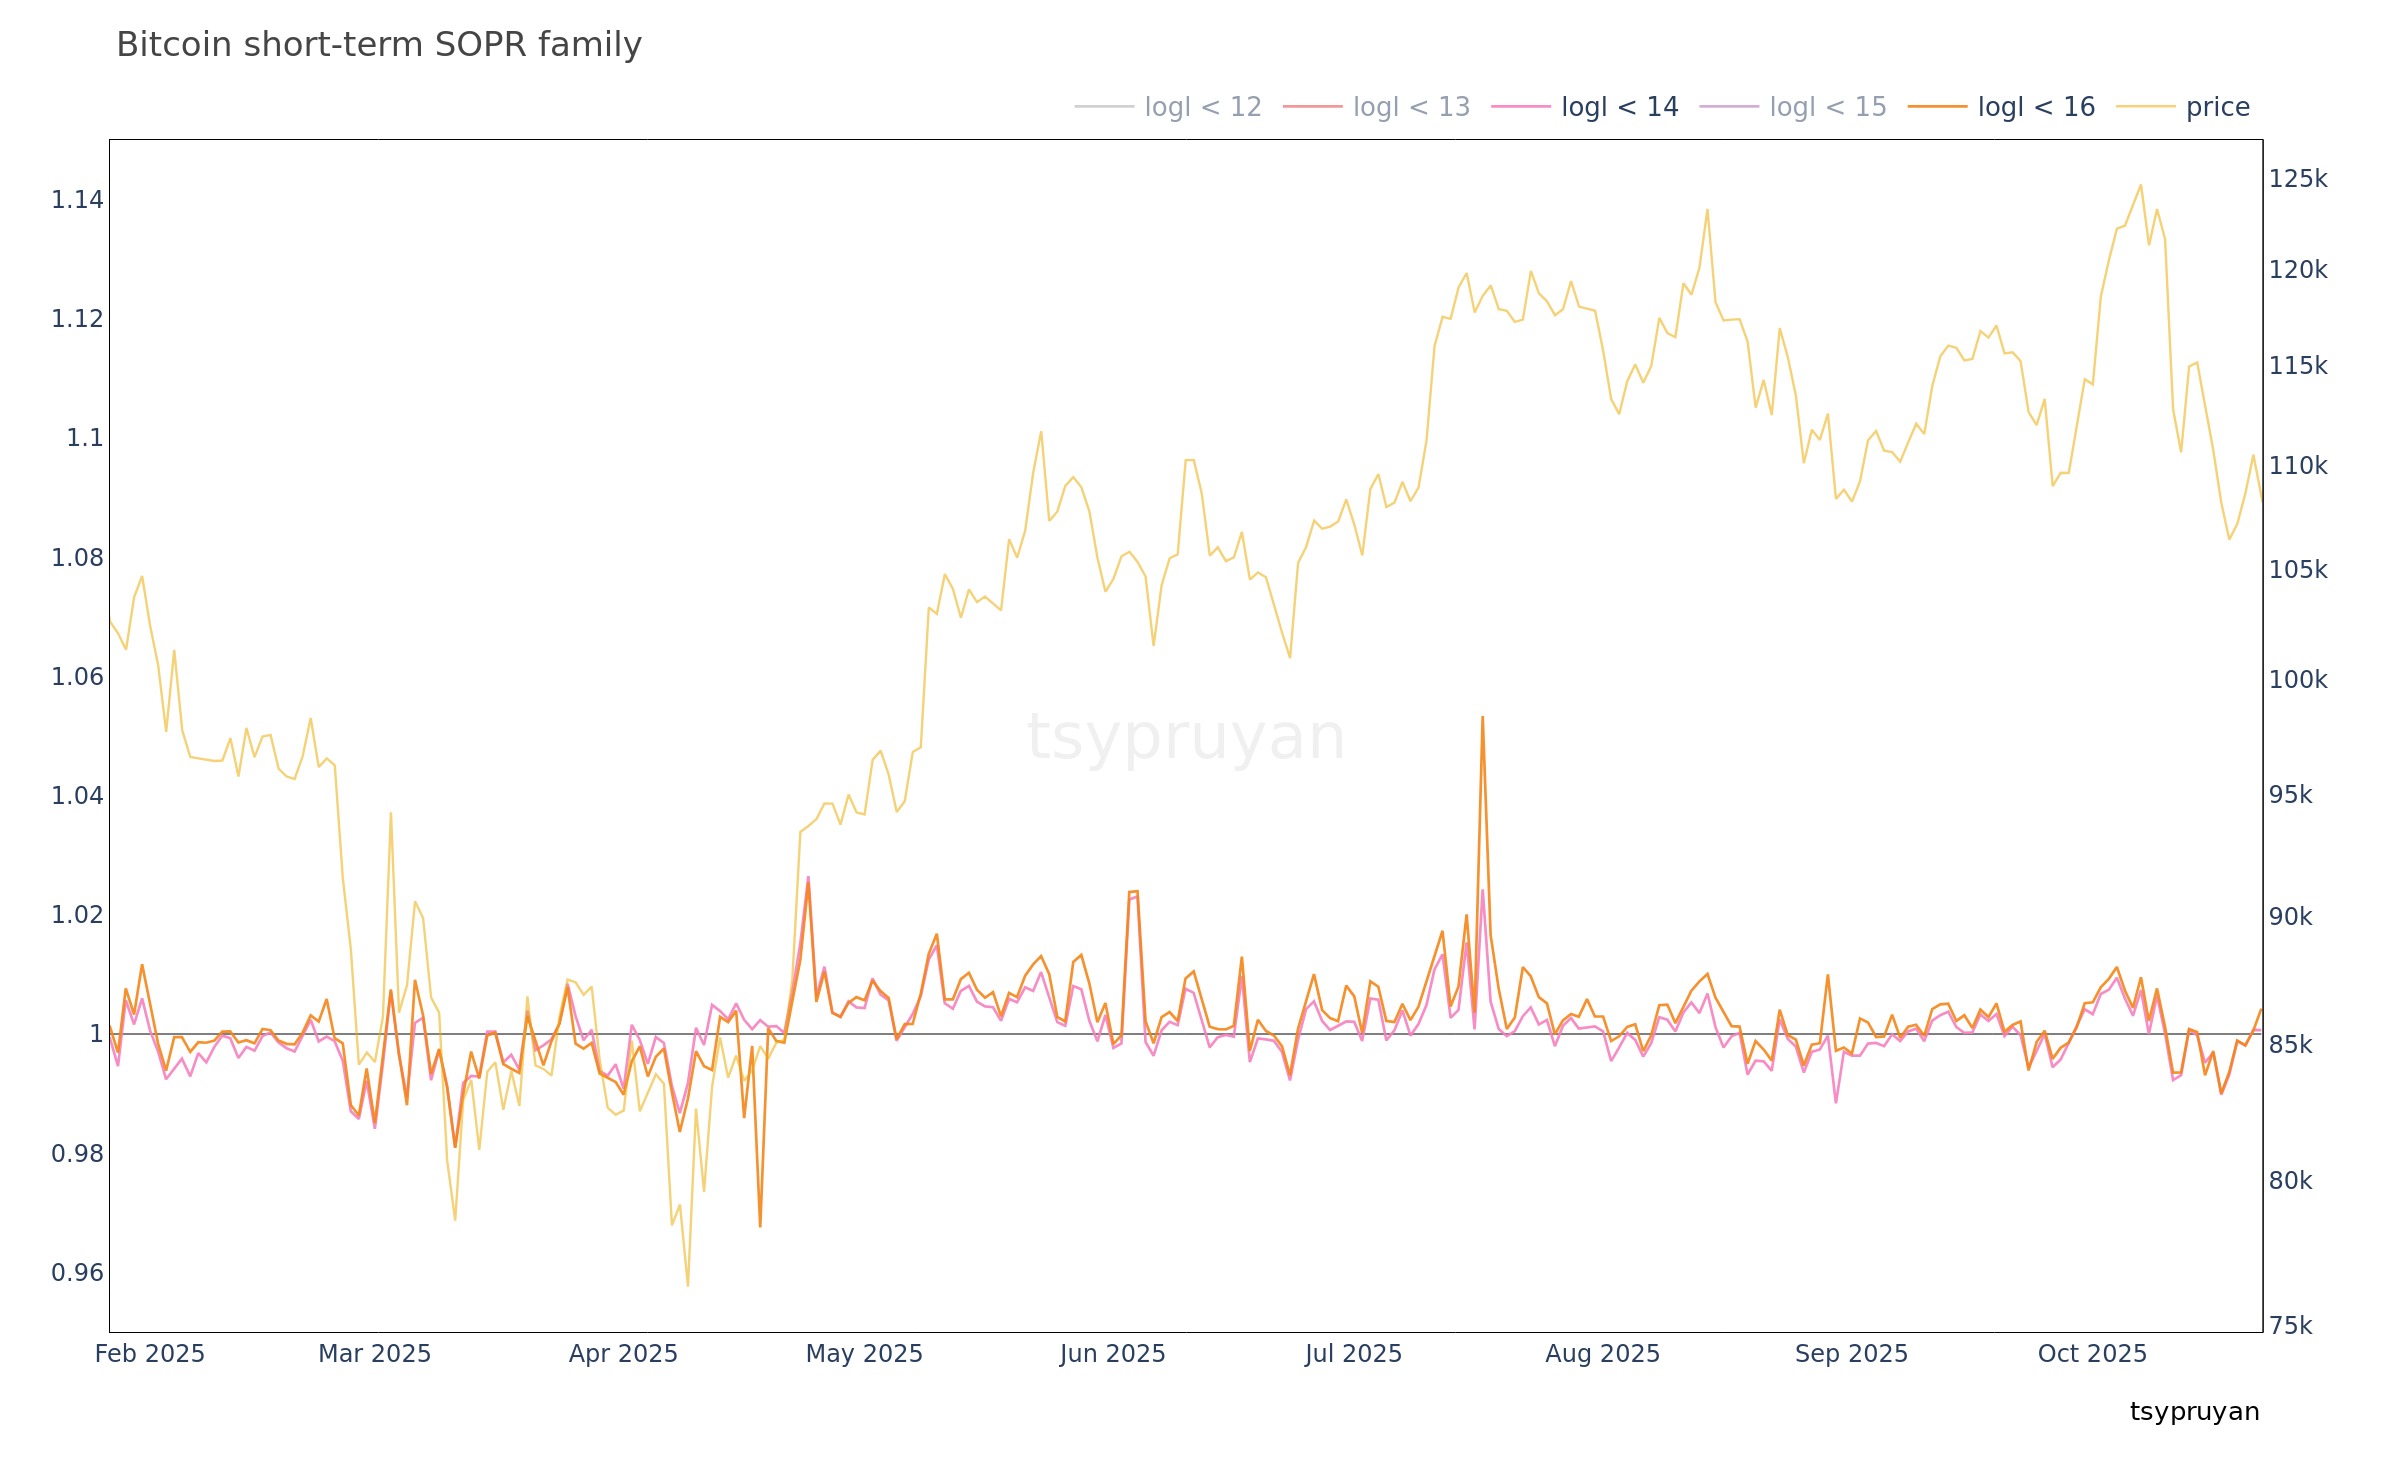 Bitcoin short-term SOPR family
logl < 12 logl < 13 logl < 14 logl < 15 logl < 16 price
1.14
1.12
1.1
1.08
1.06
1.04
1.02
1
0.98
0.96
125k
120k
115k
110k
105k
100k
95k
90k
85k
80k
75k
tsypruyan
Feb 2025 Mar 2025 Apr 2025 May 2025 Jun 2025 Jul 2025 Aug 2025 Sep 2025 Oct 2025
tsypruyan